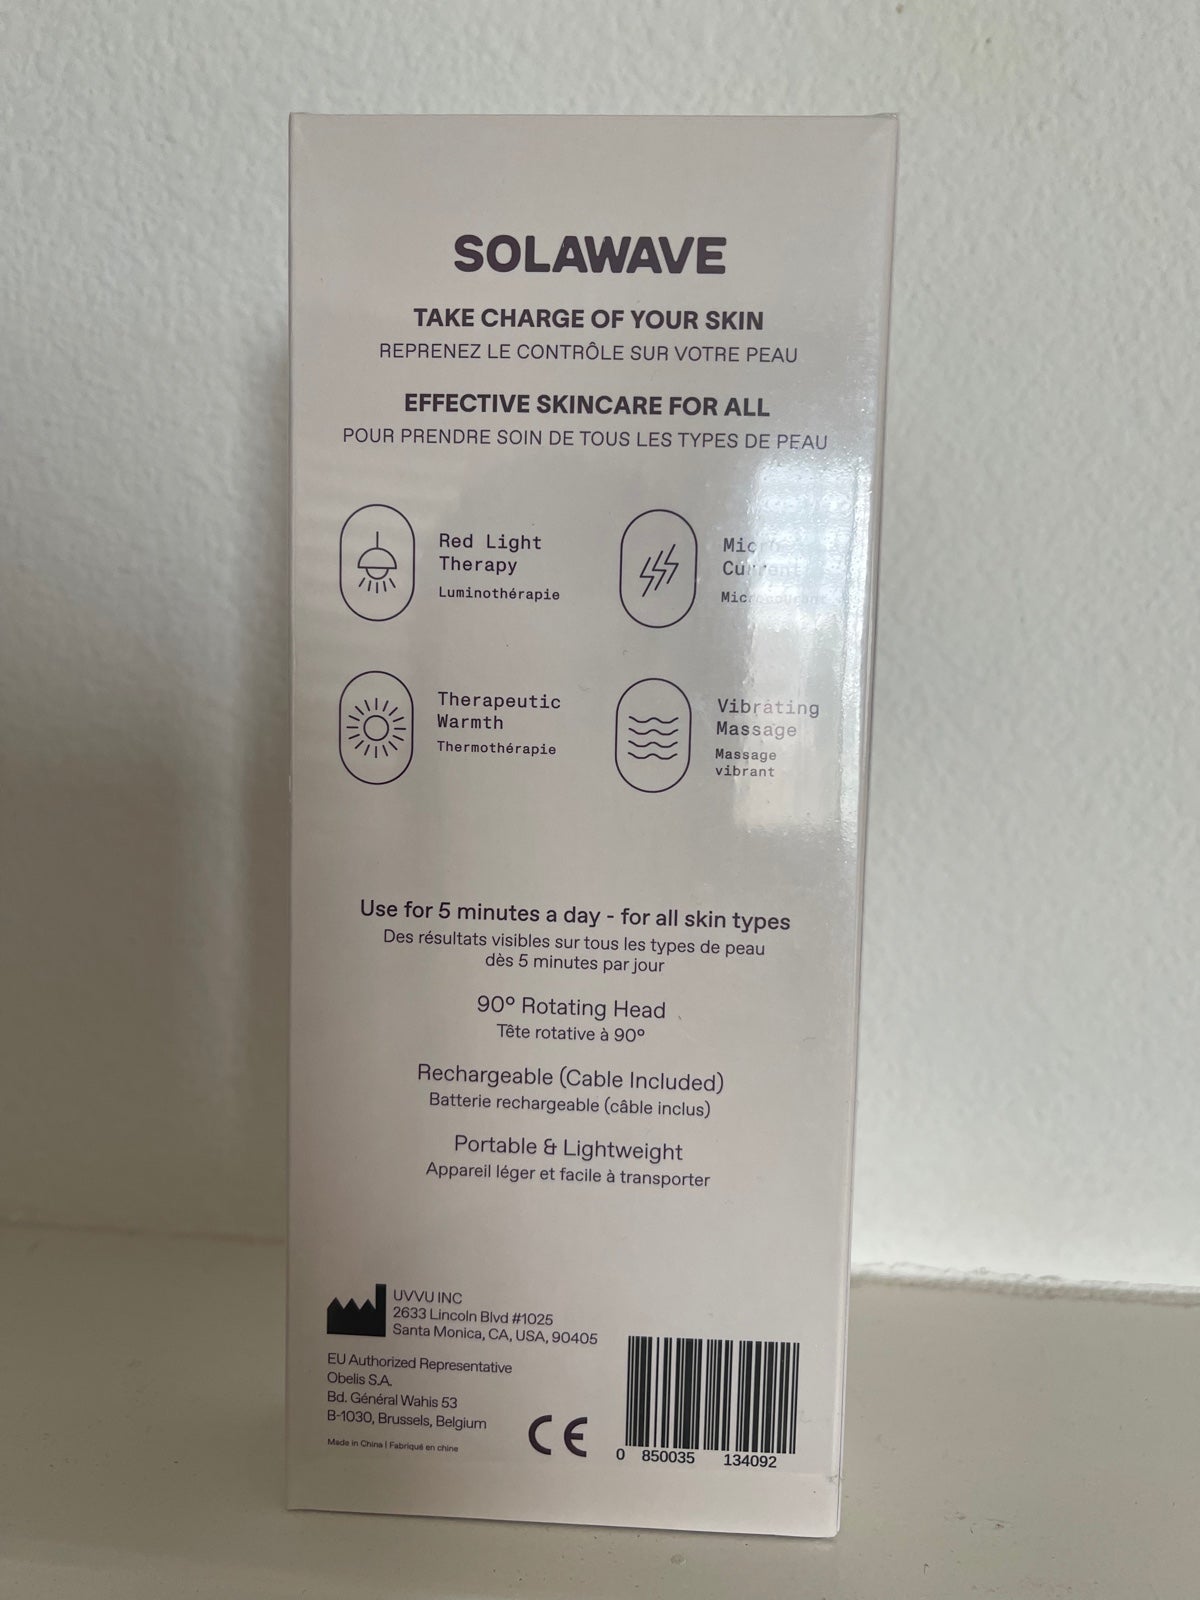 SOLAWAVE
TAKE CHARGE OF YOUR SKIN
REPRENEZ LE CONTRÔLE SUR VOTRE PEAU
EFFECTIVE SKINCARE FOR ALL
POUR PRENDRE SOIN DE TOUS LES TYPES DE PEAU
Red Light
Therapy
Luminothérapie
Micro
Current
Microcourant
Therapeutic
Warmth
Thermothérapie
Vibrating
Massage
Massage
vibrant
Use for 5 minutes a day - for all skin types
Des résultats visibles sur tous les types de peau
dès 5 minutes par jour
90° Rotating Head
Tête rotative à 90°
Rechargeable (Cable Included)
Batterie rechargeable (câble inclus)
Portable & Lightweight
Appareil léger et facile à transporter
UVVU INC
2633 Lincoln Blvd #1025
Santa Monica, CA, USA, 90405
EU Authorized Representative
Obelis S.A.
Bd. Général Wahis 53
B-1030, Brussels, Belgium
Made in China | Fabriqué en chine
CE
0 850035 134092